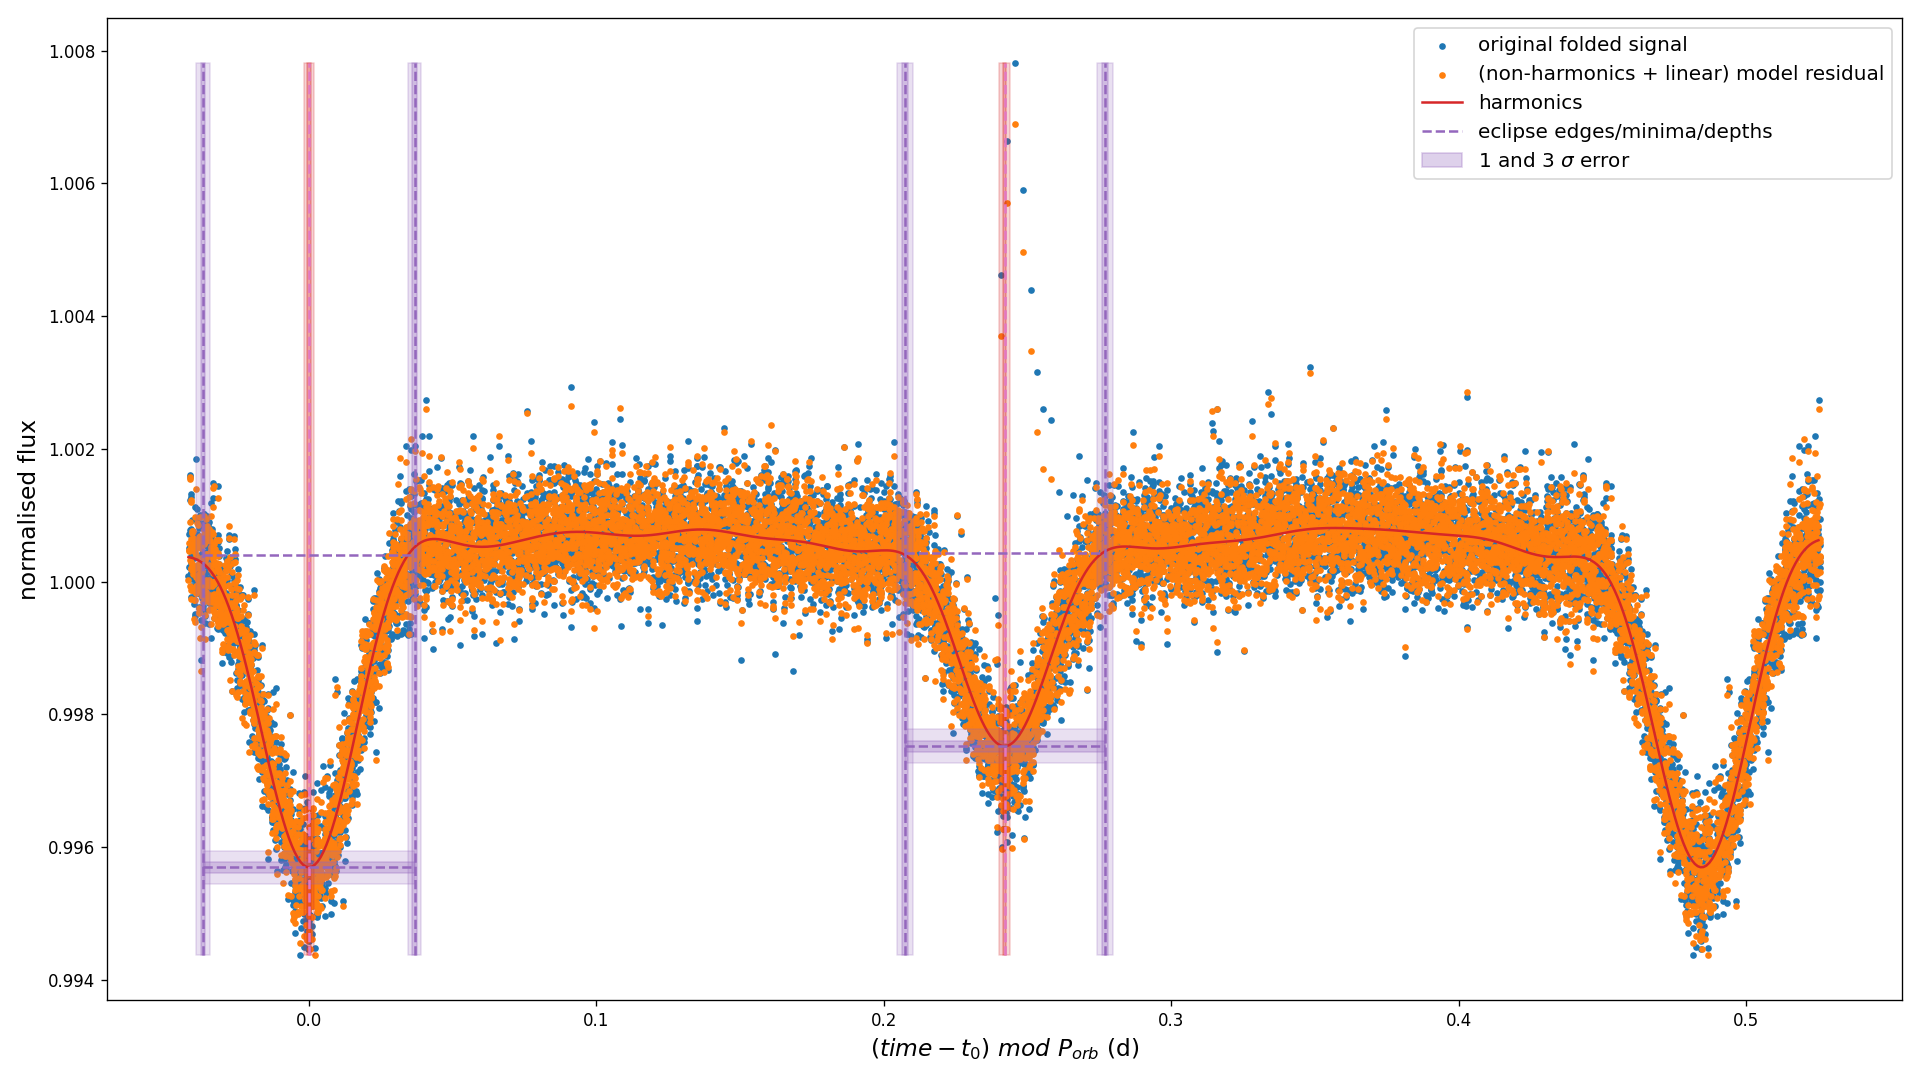 1.008
1.006
1.004
1.002
1.000
0.998
0.996
0.994
normalised flux
original folded signal
(non-harmonics + linear) model residual
harmonics
eclipse edges/minima/depths
1 and 3 σ error
0.0 0.1 0.2 0.3 0.4 0.5
(time − t₀) mod Pₒᵣb (d)